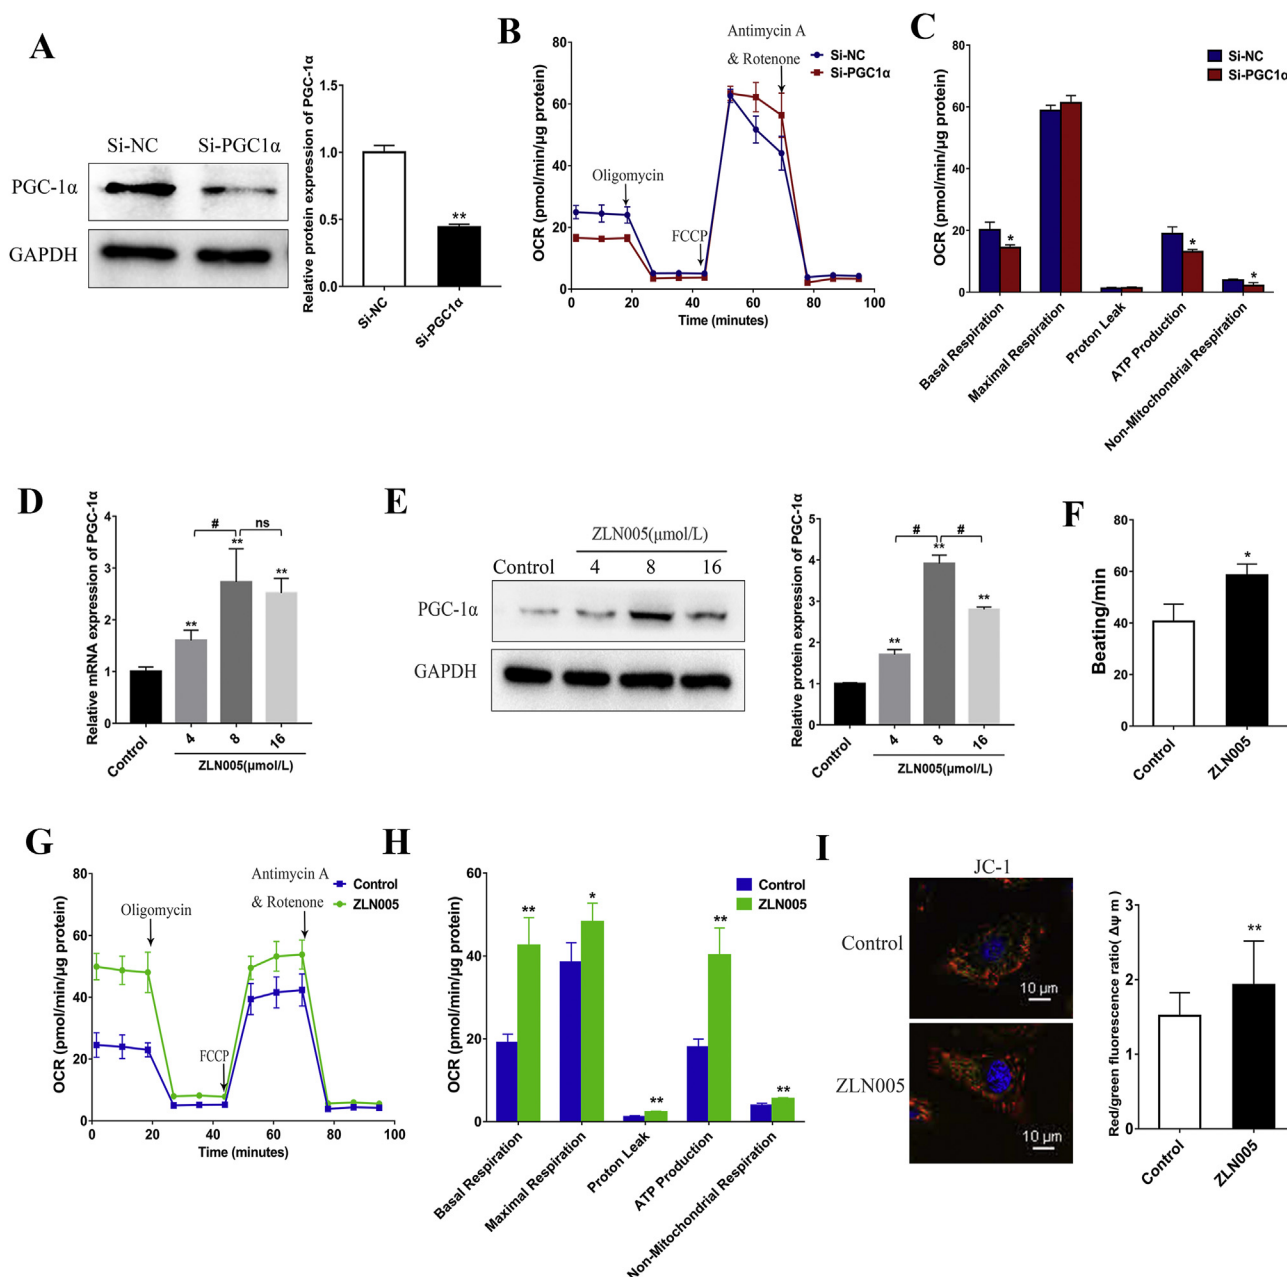 A
Si-NC Si-PGC1α
PGC-1α
GAPDH
Relative protein expression of PGC-1α
1.5
1.0
0.5
0.0
**
Si-NC
Si-PGC1α
B
Antimycin A
& Rotenone
Si-NC
Si-PGC1α
Oligomycin
FCCP
OCR (pmol/min/μg protein)
80
60
40
20
0
0 20 40 60 80 100
Time (minutes)
C
Si-NC
Si-PGC1α
OCR (pmol/min/μg protein)
80
60
40
20
0
* * *
Basal Respiration
Maximal Respiration
Proton Leak
ATP Production
Non-Mitochondrial Respiration
D
Relative mRNA expression of PGC-1α
4
3
2
1
0
# ns
** ** **
Control
4 8 16
ZLN005(μmol/L)
E
ZLN005(μmol/L)
Control 4 8 16
PGC-1α
GAPDH
Relative protein expression of PGC-1α
5
4
3
2
1
0
# #
** ** **
Control
4 8 16
ZLN005(μmol/L)
F
Beating/min
80
60
40
20
0
*
Control
ZLN005
G
Antimycin A
& Rotenone
Control
ZLN005
Oligomycin
FCCP
OCR (pmol/min/μg protein)
80
60
40
20
0
0 20 40 60 80 100
Time (minutes)
H
Control
ZLN005
OCR (pmol/min/μg protein)
60
40
20
0
** * ** ** **
Basal Respiration
Maximal Respiration
Proton Leak
ATP Production
Non-Mitochondrial Respiration
I
JC-1
Control
10 μm
ZLN005
10 μm
Red/green fluorescence ratio( Δψ m )
3
2
1
0
**
Control
ZLN005